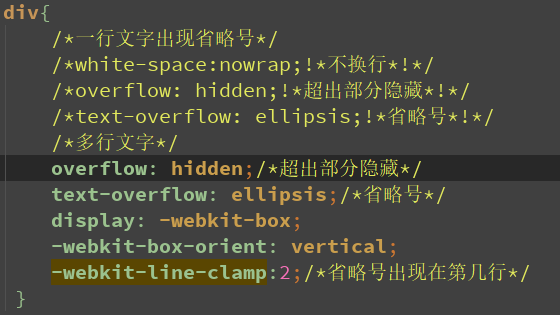 div{
/*一行文字出现省略号*/
/*white-space:nowrap;!*不换行*!*/
/*overflow: hidden;!*超出部分隐藏*!*/
/*text-overflow: ellipsis;!*省略号*!*/
/*多行文字*/
overflow: hidden;/*超出部分隐藏*/
text-overflow: ellipsis;/*省略号*/
display: -webkit-box;
-webkit-box-orient: vertical;
-webkit-line-clamp:2;/*省略号出现在第几行*/
}